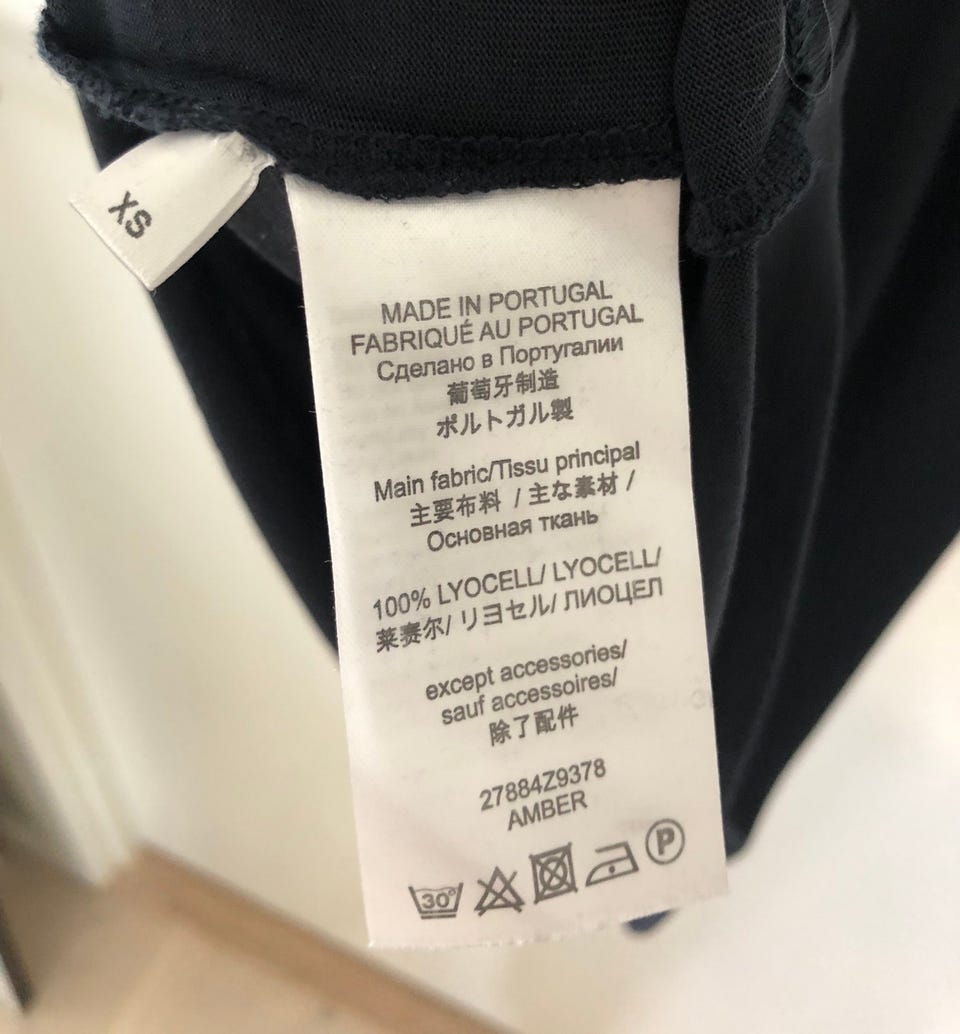 XS
MADE IN PORTUGAL
FABRIQUÉ AU PORTUGAL
Сделано в Португалии
葡萄牙制造
ポルトガル製
Main fabric/Tissu principal
主要布料 / 主な素材 /
Основная ткань
100% LYOCELL/ LYOCELL/
莱赛尔/ リヨセル/ ЛИОЦЕЛ
except accessories/
sauf accessoires/
除了配件
27884Z9378
AMBER
30°
P